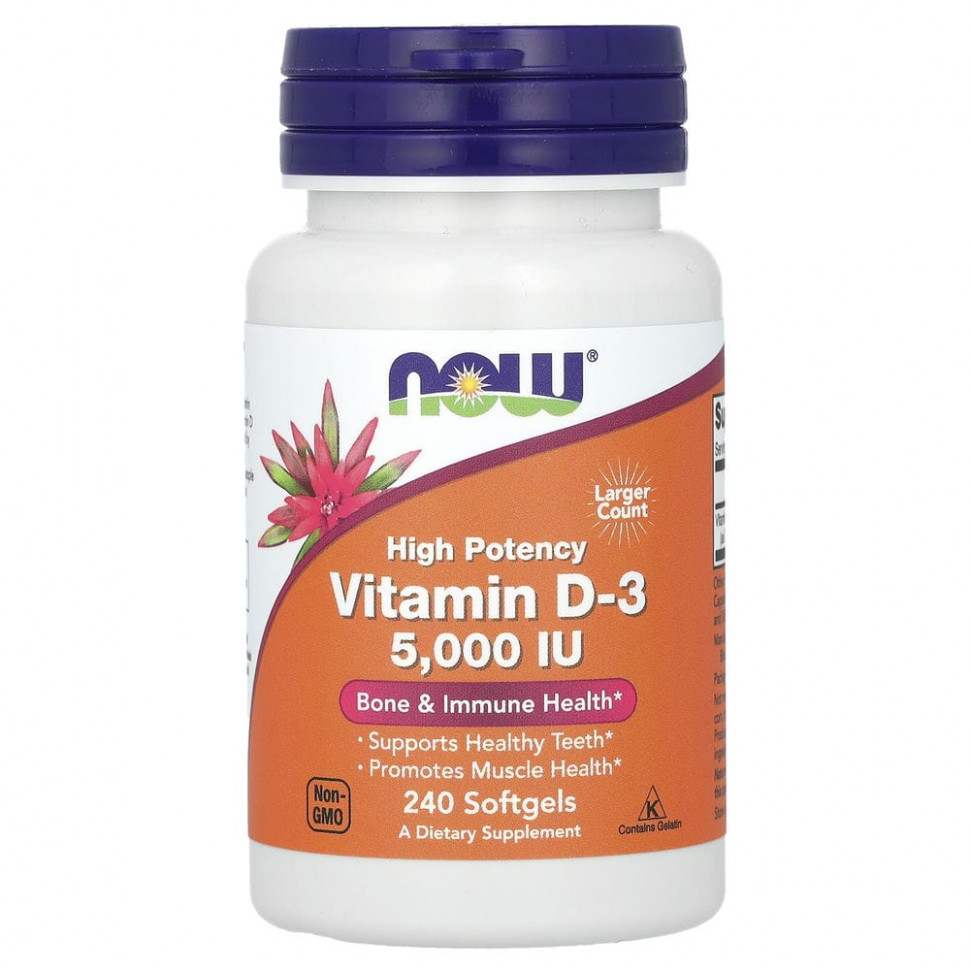 NOW®
Larger
Count
High Potency
Vitamin D-3
5,000 IU
Bone & Immune Health*
• Supports Healthy Teeth*
• Promotes Muscle Health*
240 Softgels
A Dietary Supplement
Non-
GMO
K
Contains Gelatin